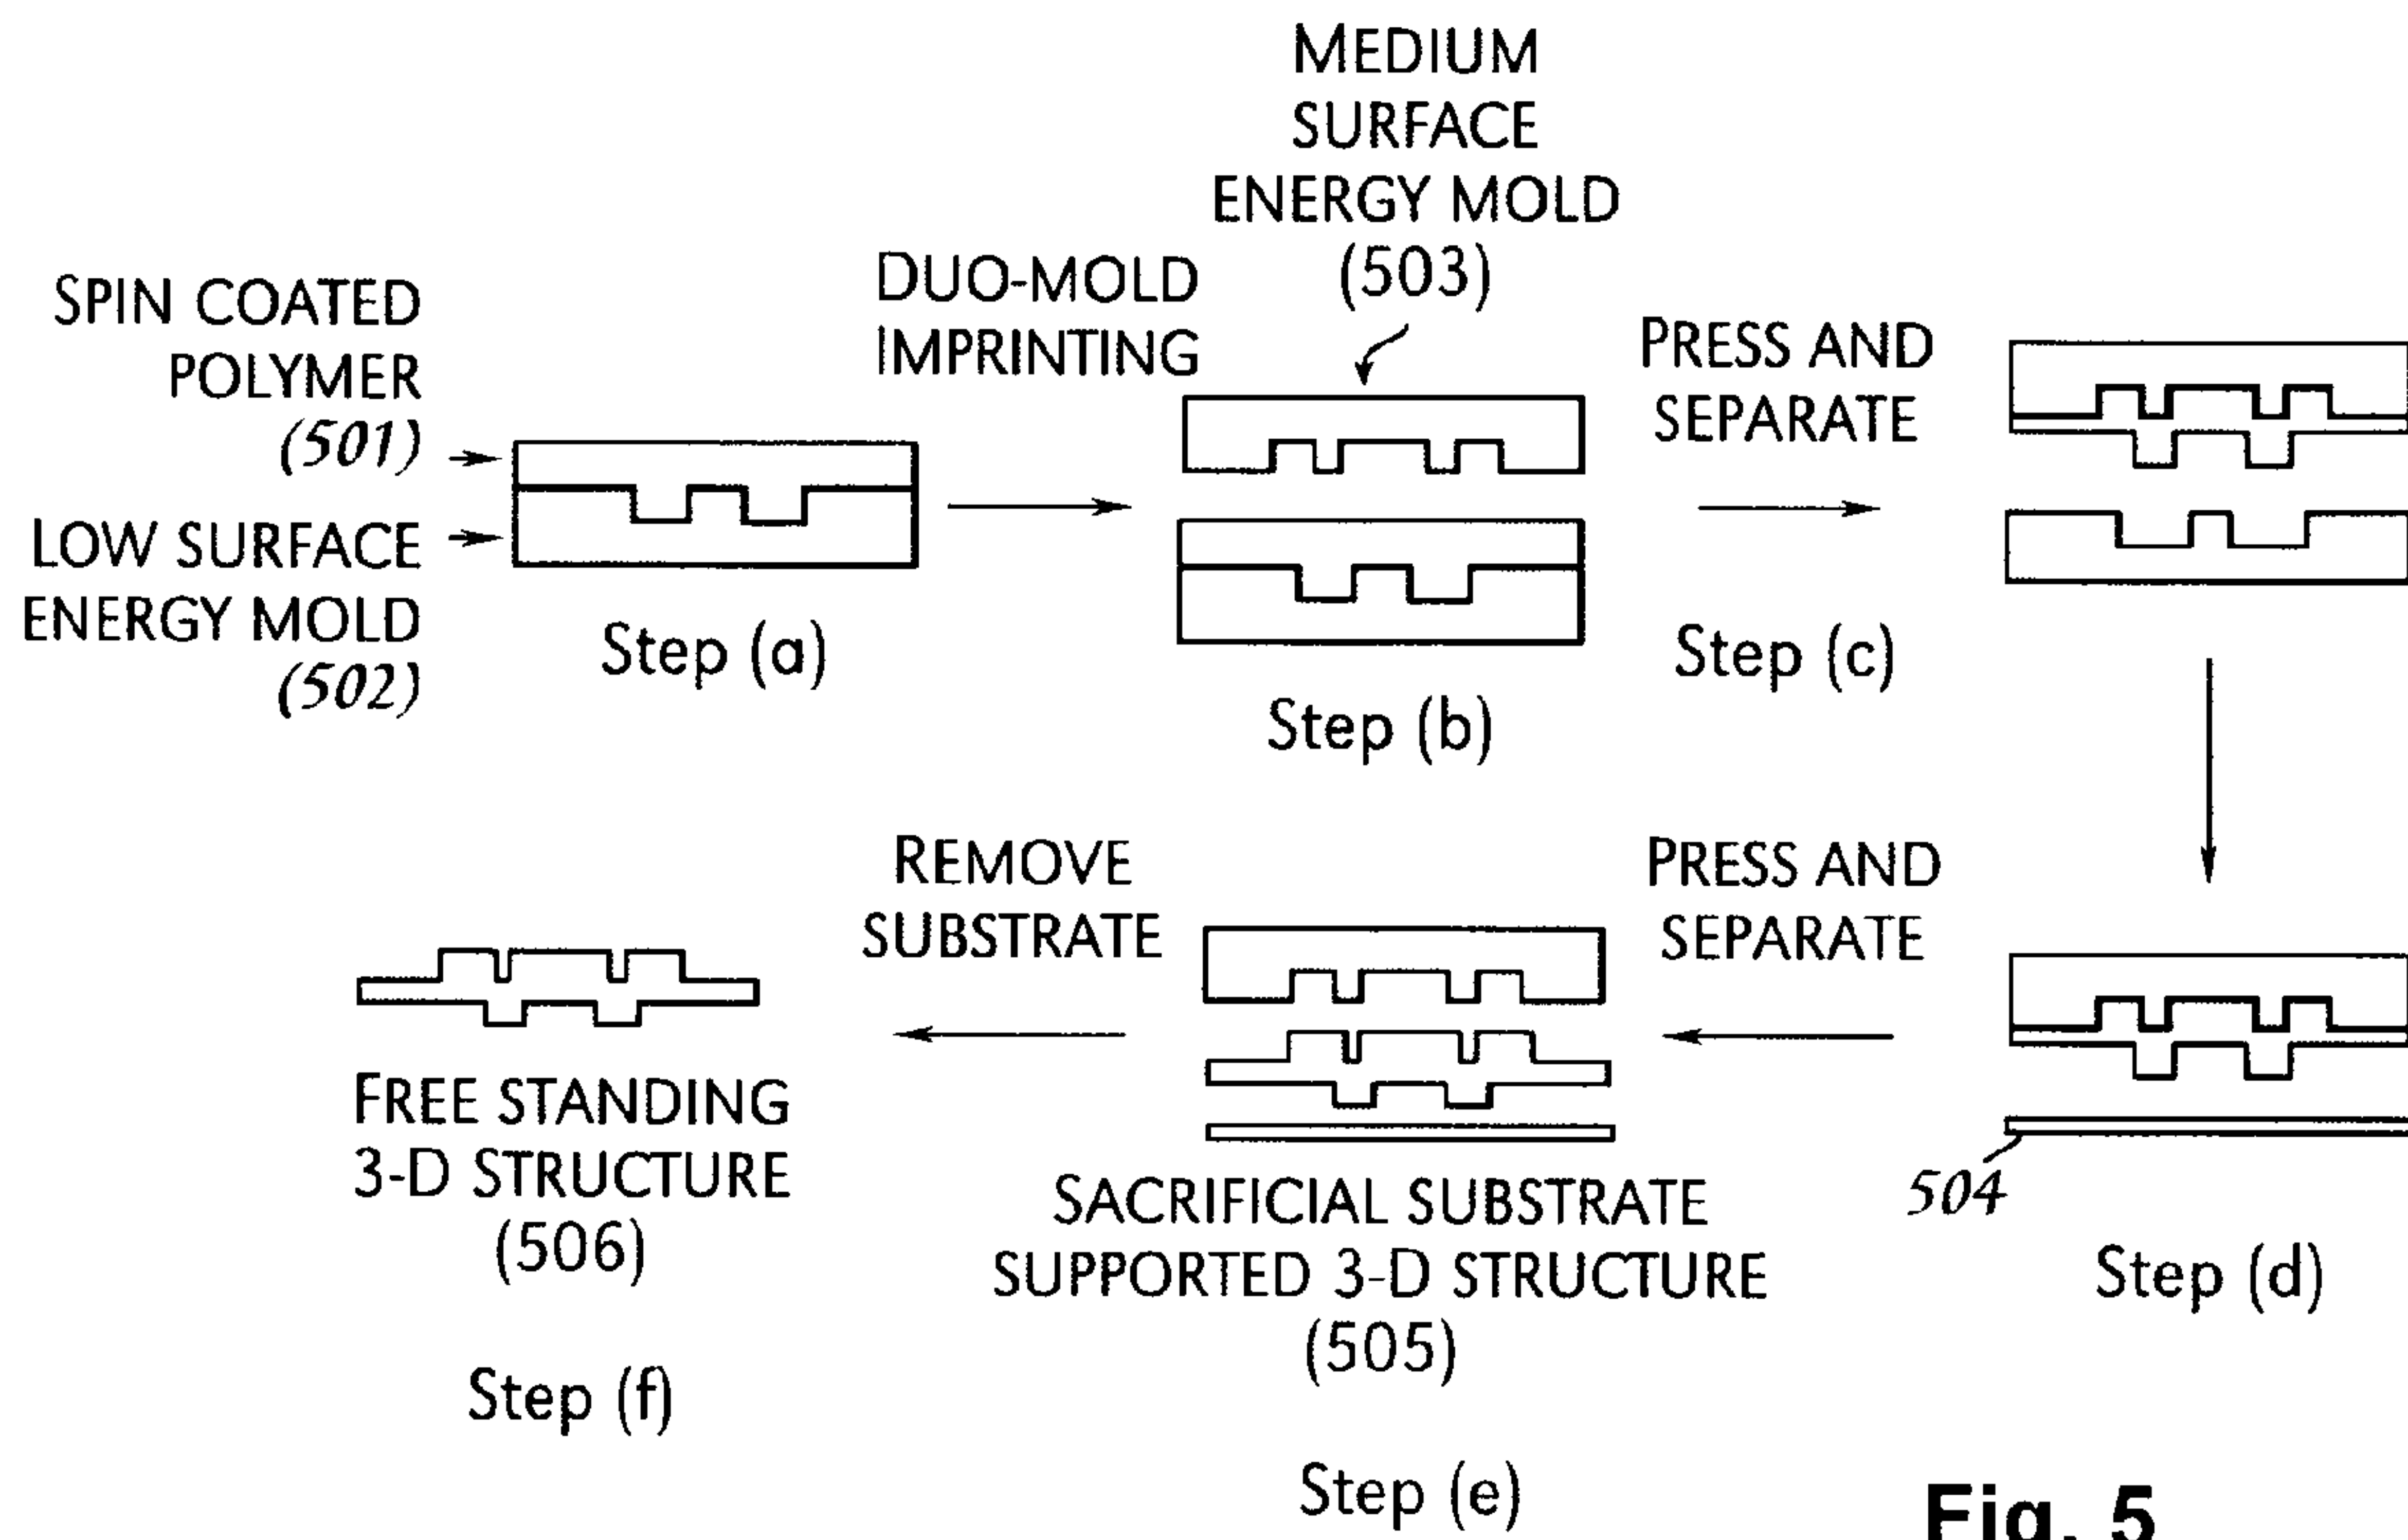 SPIN COATED
POLYMER
(501)
LOW SURFACE
ENERGY MOLD
(502)
Step (a)
DUO-MOLD
IMPRINTING
MEDIUM
SURFACE
ENERGY MOLD
(503)
Step (b)
PRESS AND
SEPARATE
Step (c)
504
Step (d)
PRESS AND
SEPARATE
SACRIFICIAL SUBSTRATE
SUPPORTED 3-D STRUCTURE
(505)
Step (e)
REMOVE
SUBSTRATE
FREE STANDING
3-D STRUCTURE
(506)
Step (f)
Fig. 5